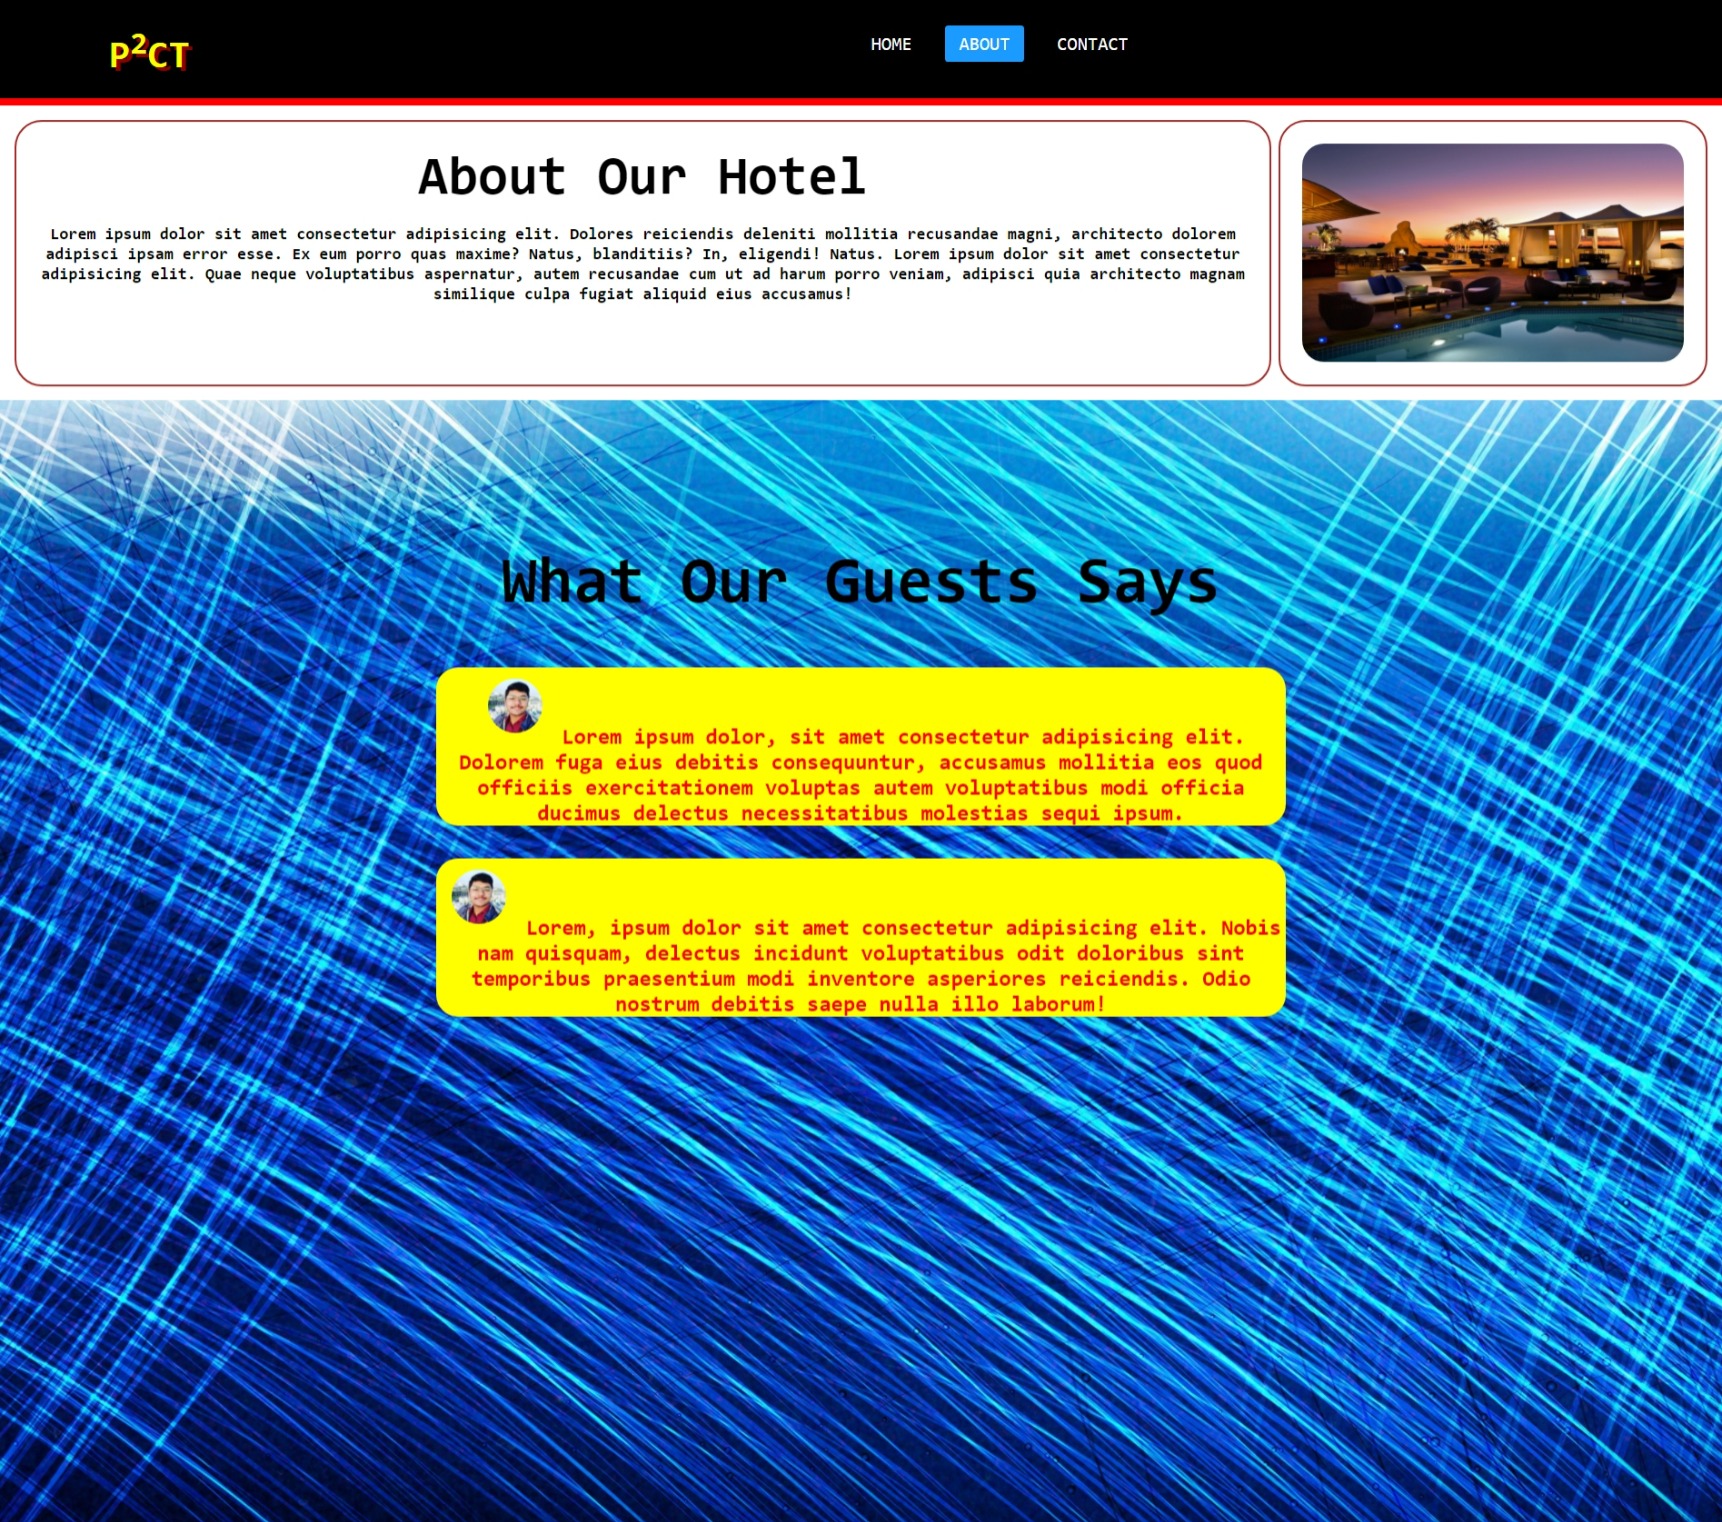 P²CT
HOME ABOUT CONTACT
About Our Hotel
Lorem ipsum dolor sit amet consectetur adipisicing elit. Dolores reiciendis deleniti mollitia recusandae magni, architecto dolorem
adipisci ipsam error esse. Ex eum porro quas maxime? Natus, blanditiis? In, eligendi! Natus. Lorem ipsum dolor sit amet consectetur
adipisicing elit. Quae neque voluptatibus aspernatur, autem recusandae cum ut ad harum porro veniam, adipisci quia architecto magnam
similique culpa fugiat aliquid eius accusamus!
What Our Guests Says
Lorem ipsum dolor, sit amet consectetur adipisicing elit.
Dolorem fuga eius debitis consequuntur, accusamus mollitia eos quod
officiis exercitationem voluptas autem voluptatibus modi officia
ducimus delectus necessitatibus molestias sequi ipsum.
Lorem, ipsum dolor sit amet consectetur adipisicing elit. Nobis
nam quisquam, delectus incidunt voluptatibus odit doloribus sint
temporibus praesentium modi inventore asperiores reiciendis. Odio
nostrum debitis saepe nulla illo laborum!